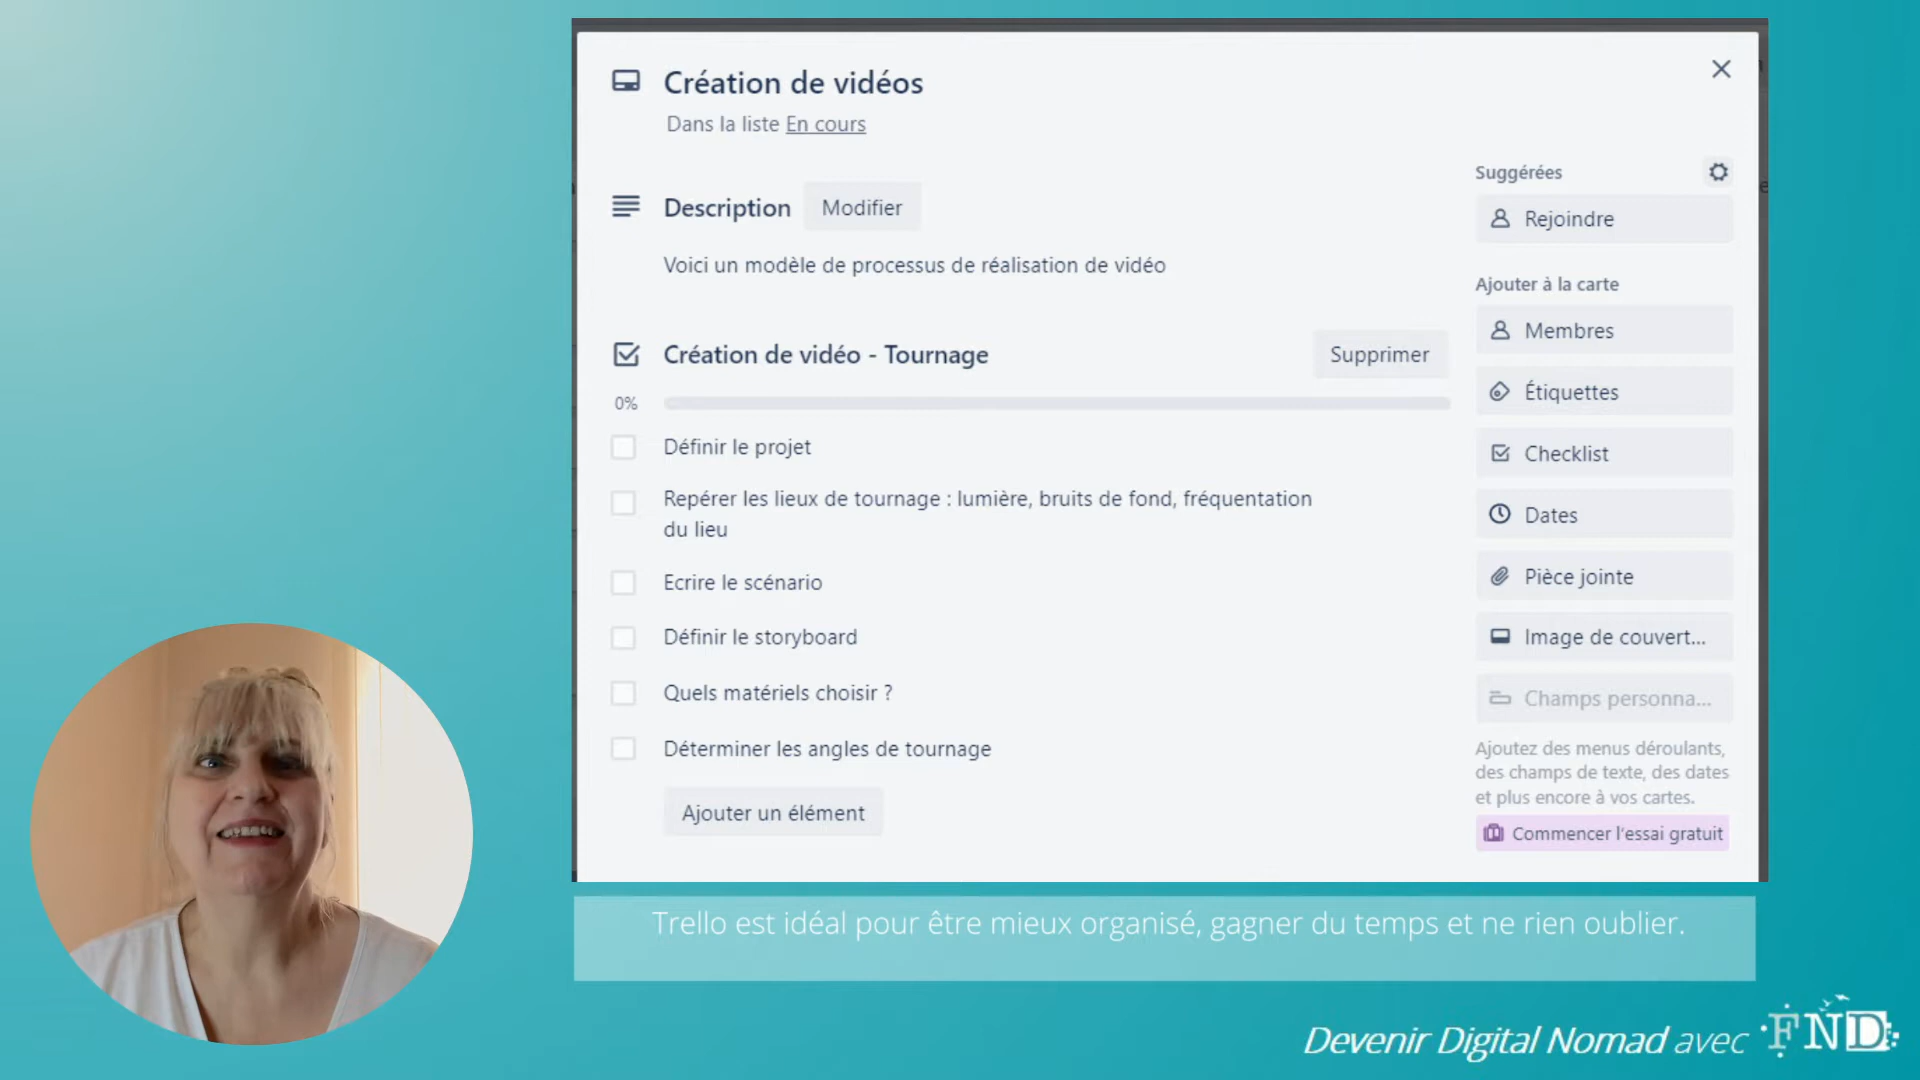 Création de vidéos
Dans la liste En cours
Description
Modifier
Voici un modèle de processus de réalisation de vidéo
Création de vidéo - Tournage
Supprimer
0%
Définir le projet
Repérer les lieux de tournage : lumière, bruits de fond, fréquentation
du lieu
Ecrire le scénario
Définir le storyboard
Quels matériels choisir ?
Déterminer les angles de tournage
Ajouter un élément
Suggérées
Rejoindre
Ajouter à la carte
Membres
Étiquettes
Checklist
Dates
Pièce jointe
Image de couvert...
Champs personna...
Ajoutez des menus déroulants,
des champs de texte, des dates
et plus encore à vos cartes.
Commencer l'essai gratuit
Trello est idéal pour être mieux organisé, gagner du temps et ne rien oublier.
Devenir Digital Nomad avec FND